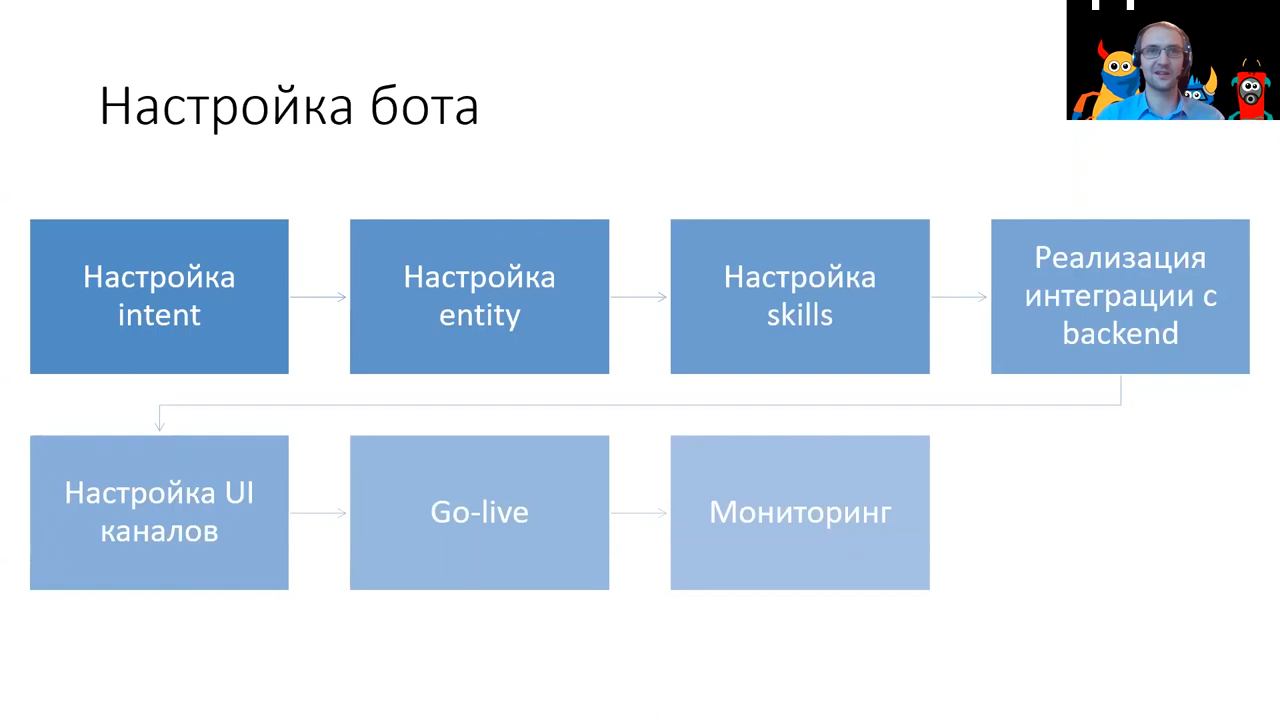 Настройка бота
Настройка
intent
Настройка
entity
Настройка
skills
Реализация
интеграции с
backend
Настройка UI
каналов
Go-live
Мониторинг